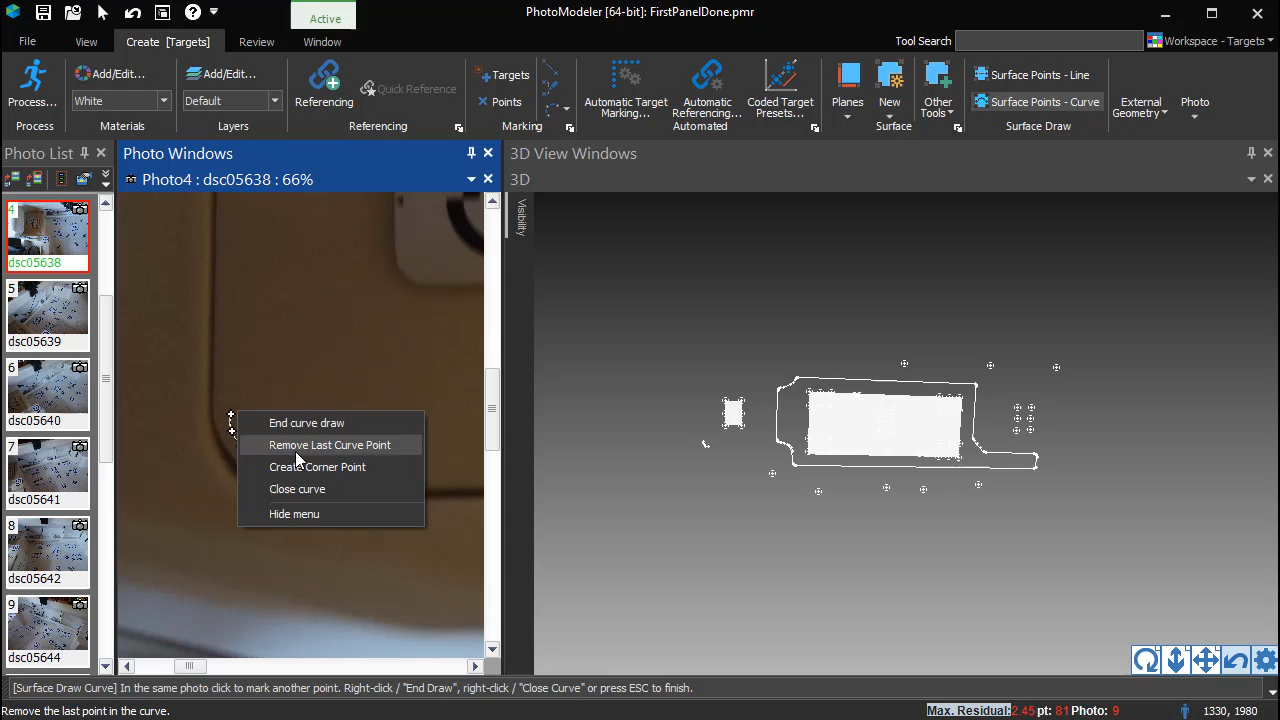 PhotoModeler [64-bit]: FirstPanelDone.pmr
Active
File
View
Create [Targets]
Review
Window
Tool Search
Workspace - Targets
Process...
Process
Add/Edit...
White
Materials
Add/Edit...
Default
Layers
Referencing
Quick Reference
Referencing
Targets
Points
Marking
Automatic Target
Marking...
Automatic
Referencing...
Coded Target
Presets...
Automated
Planes
New
Other
Tools
Surface
Surface Points - Line
Surface Points - Curve
Surface Draw
External
Geometry
Photo
Photo List
Photo Windows
3D View Windows
Photo4 : dsc05638 : 66%
3D
Visibility
4
dsc05638
5
dsc05639
6
dsc05640
7
dsc05641
8
dsc05642
9
dsc05644
End curve draw
Remove Last Curve Point
Create Corner Point
Close curve
Hide menu
[Surface Draw Curve] In the same photo click to mark another point. Right-click / "End Draw", right-click / "Close Curve" or press ESC to finish.
Remove the last point in the curve.
Max. Residual: 2.45 pt: 81 Photo: 9
1330, 1980